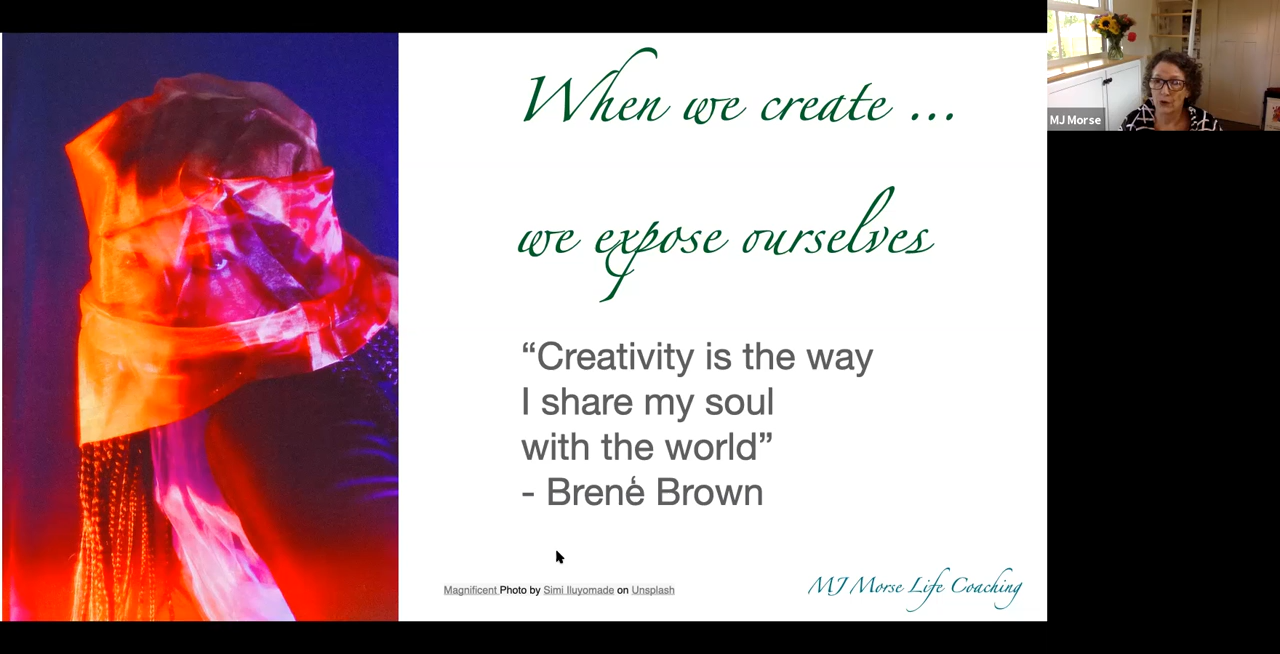 When we create ...
we expose ourselves
“Creativity is the way
I share my soul
with the world”
- Brené Brown
Magnificent Photo by Simi Iluyomade on Unsplash
MJ Morse Life Coaching
MJ Morse